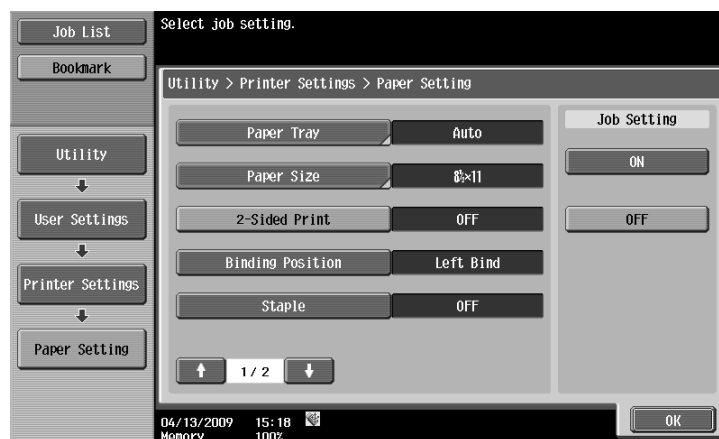 Job List
Bookmark
Select job setting.
Utility > Printer Settings > Paper Setting
Utility
User Settings
Printer Settings
Paper Setting
Paper Tray Auto
Paper Size 8½×11
2-Sided Print OFF
Binding Position Left Bind
Staple OFF
1/ 2
Job Setting
ON
OFF
04/13/2009 15:18
Memory 100%
OK